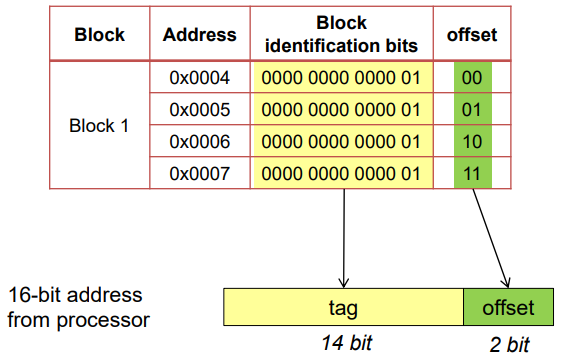 Block Address Block identification bits offset
Block 1
0x0004 0000 0000 0000 01 00
0x0005 0000 0000 0000 01 01
0x0006 0000 0000 0000 01 10
0x0007 0000 0000 0000 01 11
16-bit address
from processor
tag offset
14 bit 2 bit